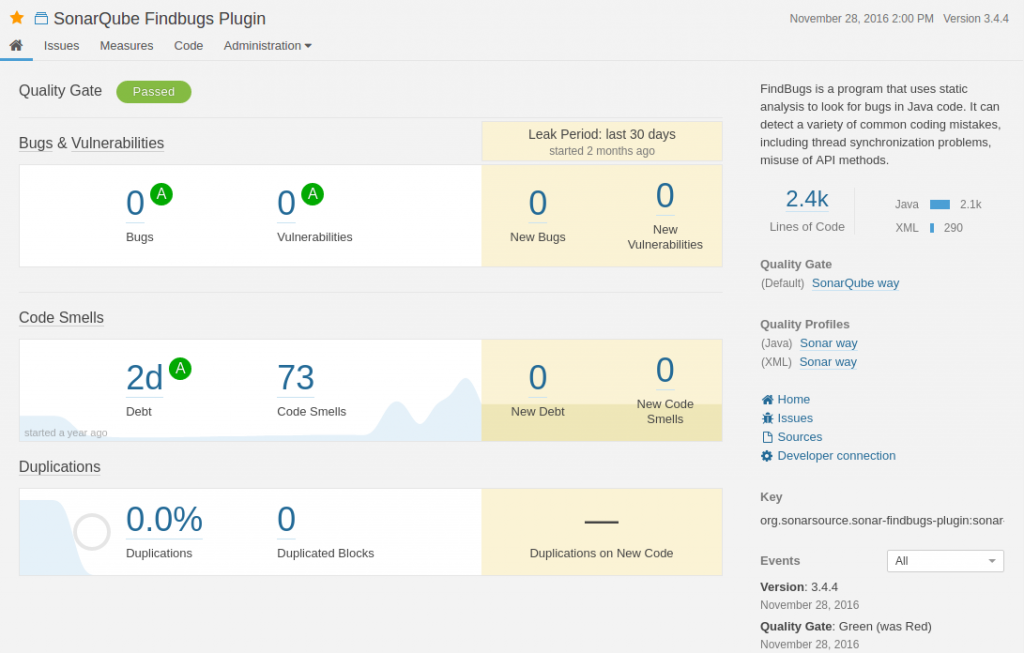 SonarQube Findbugs Plugin
November 28, 2016 2:00 PM Version 3.4.4
Issues Measures Code Administration
Quality Gate Passed
Bugs & Vulnerabilities
Leak Period: last 30 days
started 2 months ago
0 A
Bugs
0 A
Vulnerabilities
0
New Bugs
0
New
Vulnerabilities
Code Smells
2d A
Debt
73
Code Smells
started a year ago
0
New Debt
0
New Code
Smells
Duplications
0.0%
Duplications
0
Duplicated Blocks
—
Duplications on New Code
FindBugs is a program that uses static
analysis to look for bugs in Java code. It can
detect a variety of common coding mistakes,
including thread synchronization problems,
misuse of API methods.
2.4k
Lines of Code
Java 2.1k
XML 290
Quality Gate
(Default) SonarQube way
Quality Profiles
(Java) Sonar way
(XML) Sonar way
Home
Issues
Sources
Developer connection
Key
org.sonarsource.sonar-findbugs-plugin:sonar-
Events All
Version: 3.4.4
November 28, 2016
Quality Gate: Green (was Red)
November 28, 2016